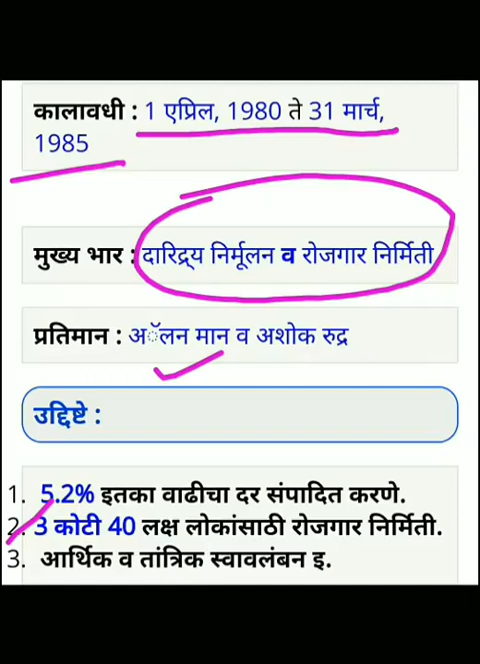 कालावधी : 1 एप्रिल, 1980 ते 31 मार्च,
1985
मुख्य भार : दारिद्र्य निर्मूलन व रोजगार निर्मिती
प्रतिमान : अॅलन मान व अशोक रुद्र
उद्दिष्टे :
1. 5.2% इतका वाढीचा दर संपादित करणे.
2. 3 कोटी 40 लक्ष लोकांसाठी रोजगार निर्मिती.
3. आर्थिक व तांत्रिक स्वावलंबन इ.